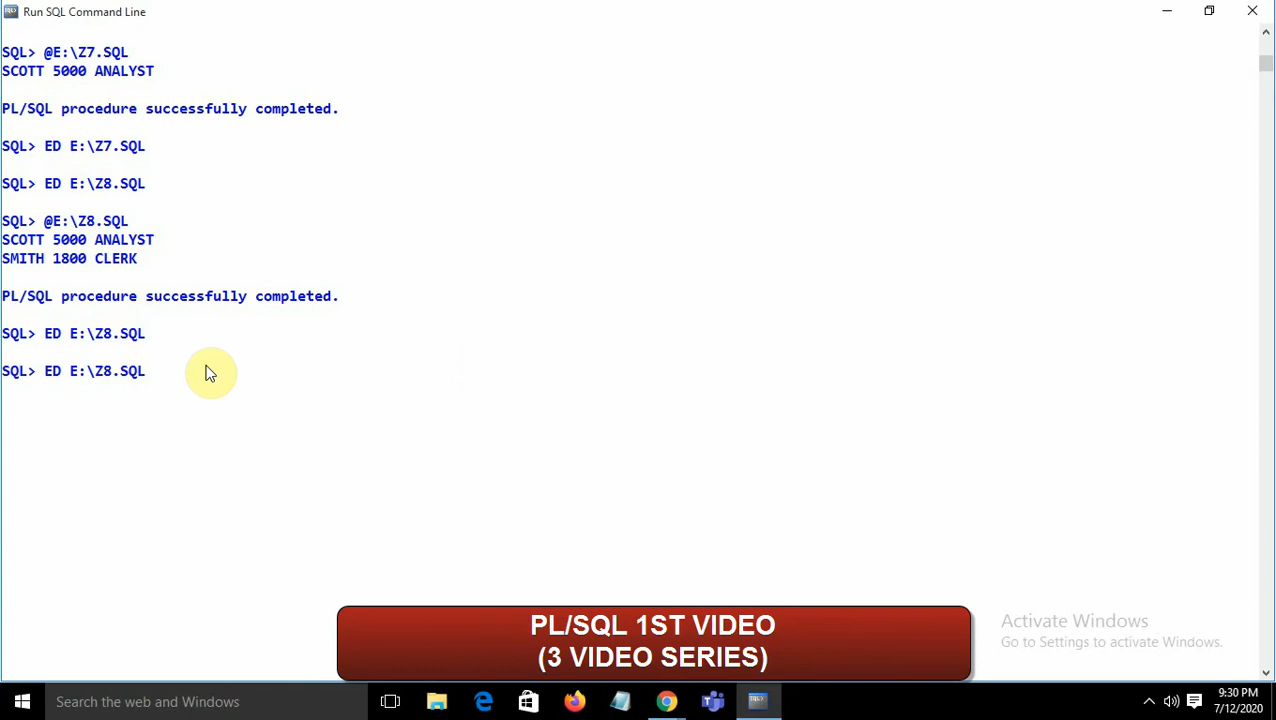 Run SQL Command Line
SQL> @E:\Z7.SQL
SCOTT 5000 ANALYST
PL/SQL procedure successfully completed.
SQL> ED E:\Z7.SQL
SQL> ED E:\Z8.SQL
SQL> @E:\Z8.SQL
SCOTT 5000 ANALYST
SMITH 1800 CLERK
PL/SQL procedure successfully completed.
SQL> ED E:\Z8.SQL
SQL> ED E:\Z8.SQL
PL/SQL 1ST VIDEO
(3 VIDEO SERIES)
Activate Windows
Go to Settings to activate Windows.
Search the web and Windows
9:30 PM
7/12/2020